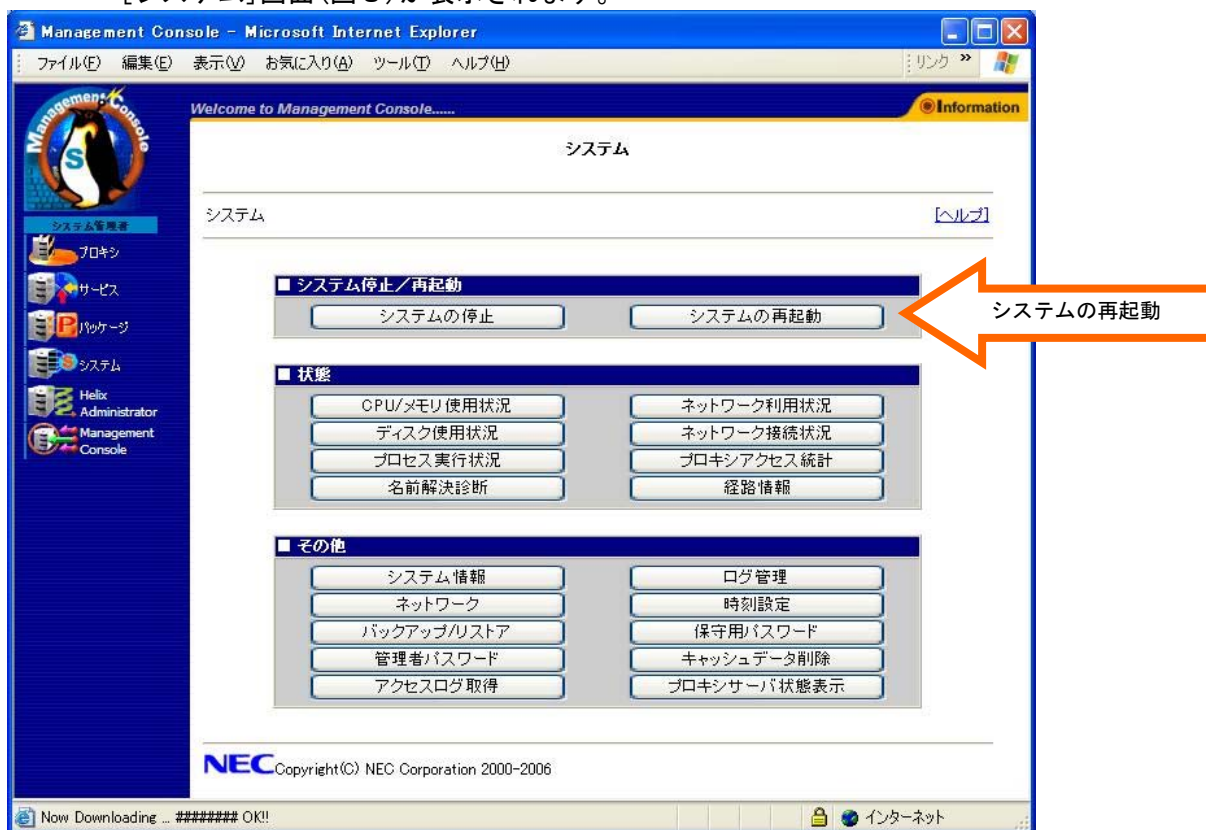 [システム]画面(図5)が表示されます。
Management Console - Microsoft Internet Explorer
ファイル(F) 編集(E) 表示(V) お気に入り(A) ツール(T) ヘルプ(H)
リンク »
Management Console
S
Welcome to Management Console......
Information
システム
システム管理者
プロキシ
サービス
パッケージ
システム
Helix
Administrator
Management
Console
システム
[ヘルプ]
■ システム停止/再起動
システムの停止 システムの再起動
システムの再起動
■ 状態
CPU/メモリ使用状況 ネットワーク利用状況
ディスク使用状況 ネットワーク接続状況
プロセス実行状況 プロキシアクセス統計
名前解決診断 経路情報
■ その他
システム情報 ログ管理
ネットワーク 時刻設定
バックアップ/リストア 保守用パスワード
管理者パスワード キャッシュデータ削除
アクセスログ取得 プロキシサーバ状態表示
NEC Copyright(C) NEC Corporation 2000-2006
Now Downloading ... ######## OK!!
インターネット